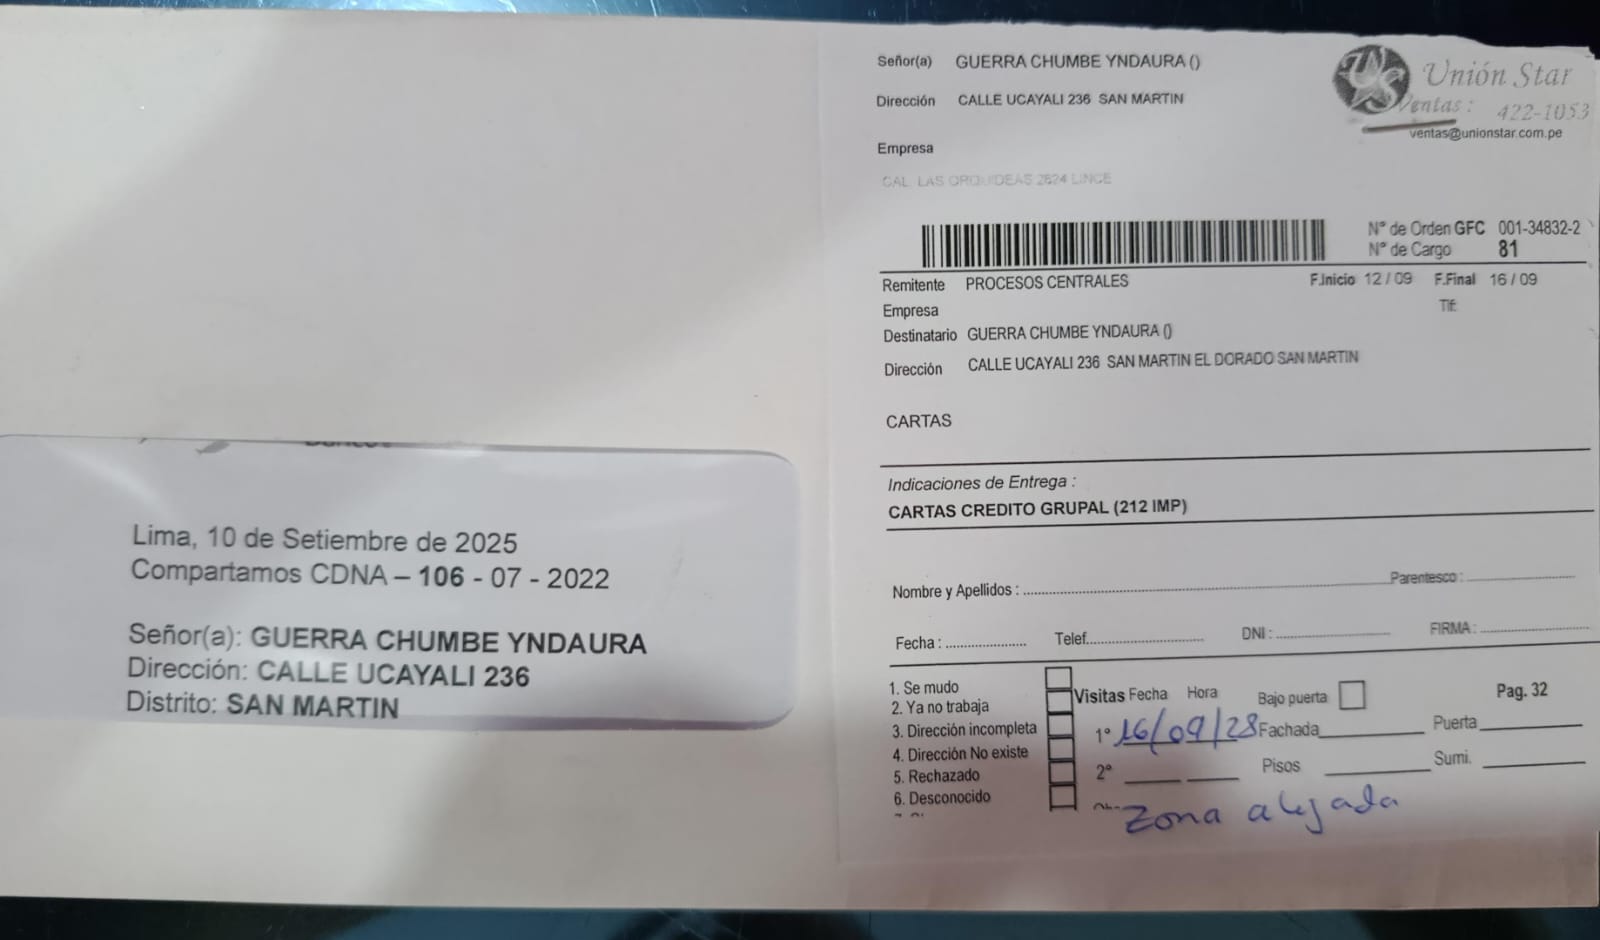 Lima, 10 de Setiembre de 2025
Compartamos CDNA – 106 - 07 - 2022
Señor(a): GUERRA CHUMBE YNDAURA
Dirección: CALLE UCAYALI 236
Distrito: SAN MARTIN
Señor(a) GUERRA CHUMBE YNDAURA ()
Dirección CALLE UCAYALI 236 SAN MARTIN
Empresa
CAL. LAS ORQUIDEAS 2624 LINCE
Unión Star
Ventas : 422-1053
ventas@unionstar.com.pe
N° de Orden GFC 001-34832-2
N° de Cargo 81
Remitente PROCESOS CENTRALES F.Inicio 12 / 09 F.Final 16 / 09
Empresa Tlf:
Destinatario GUERRA CHUMBE YNDAURA ()
Dirección CALLE UCAYALI 236 SAN MARTIN EL DORADO SAN MARTIN
CARTAS
Indicaciones de Entrega :
CARTAS CREDITO GRUPAL (212 IMP)
Nombre y Apellidos : Parentesco :
Fecha : Telef. DNI : FIRMA :
1. Se mudo
2. Ya no trabaja
3. Dirección incompleta
4. Dirección No existe
5. Rechazado
6. Desconocido
Visitas Fecha Hora Bajo puerta Pag. 32
1° 16/09/28 Fachada Puerta
2° Pisos Sumi.
Zona alejada